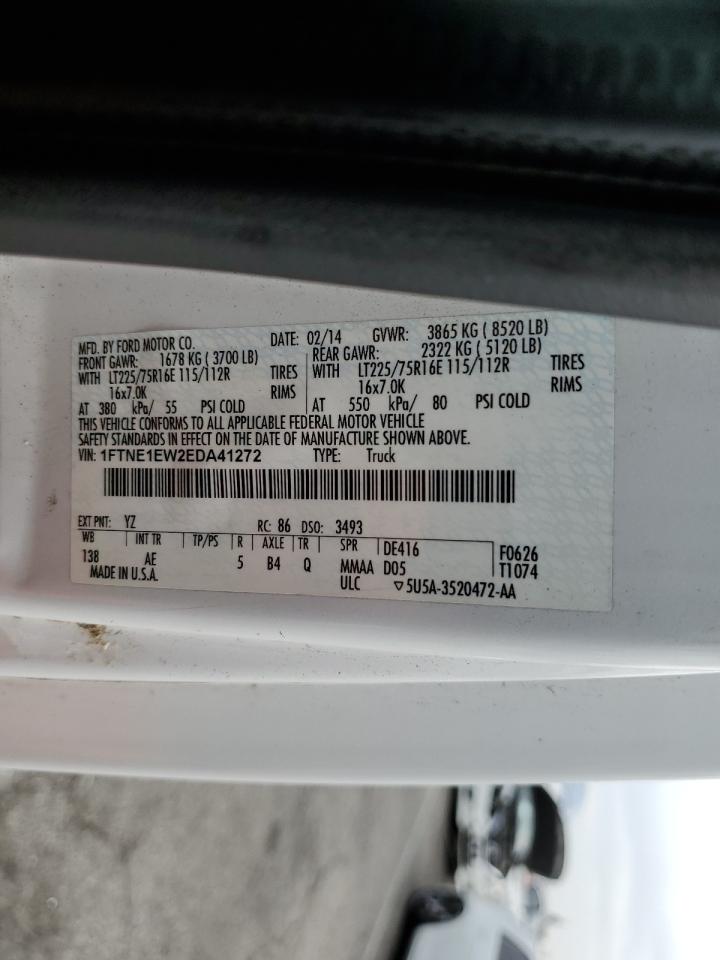 MFD. BY FORD MOTOR CO. DATE: 02/14 GVWR: 3865 KG ( 8520 LB)
FRONT GAWR: 1678 KG ( 3700 LB) REAR GAWR: 2322 KG ( 5120 LB)
WITH LT225/75R16E 115/112R TIRES WITH LT225/75R16E 115/112R TIRES
16x7.0K RIMS 16x7.0K RIMS
AT 380 kPa/ 55 PSI COLD AT 550 kPa/ 80 PSI COLD
THIS VEHICLE CONFORMS TO ALL APPLICABLE FEDERAL MOTOR VEHICLE
SAFETY STANDARDS IN EFFECT ON THE DATE OF MANUFACTURE SHOWN ABOVE.
VIN: 1FTNE1EW2EDA41272 TYPE: Truck
EXT PNT: YZ RC: 86 DSO: 3493
WB INT TR TP/PS R AXLE TR SPR DE416 F0626
138 AE 5 B4 Q MMAA D05 T1074
MADE IN U.S.A. ULC ▽5U5A-3520472-AA